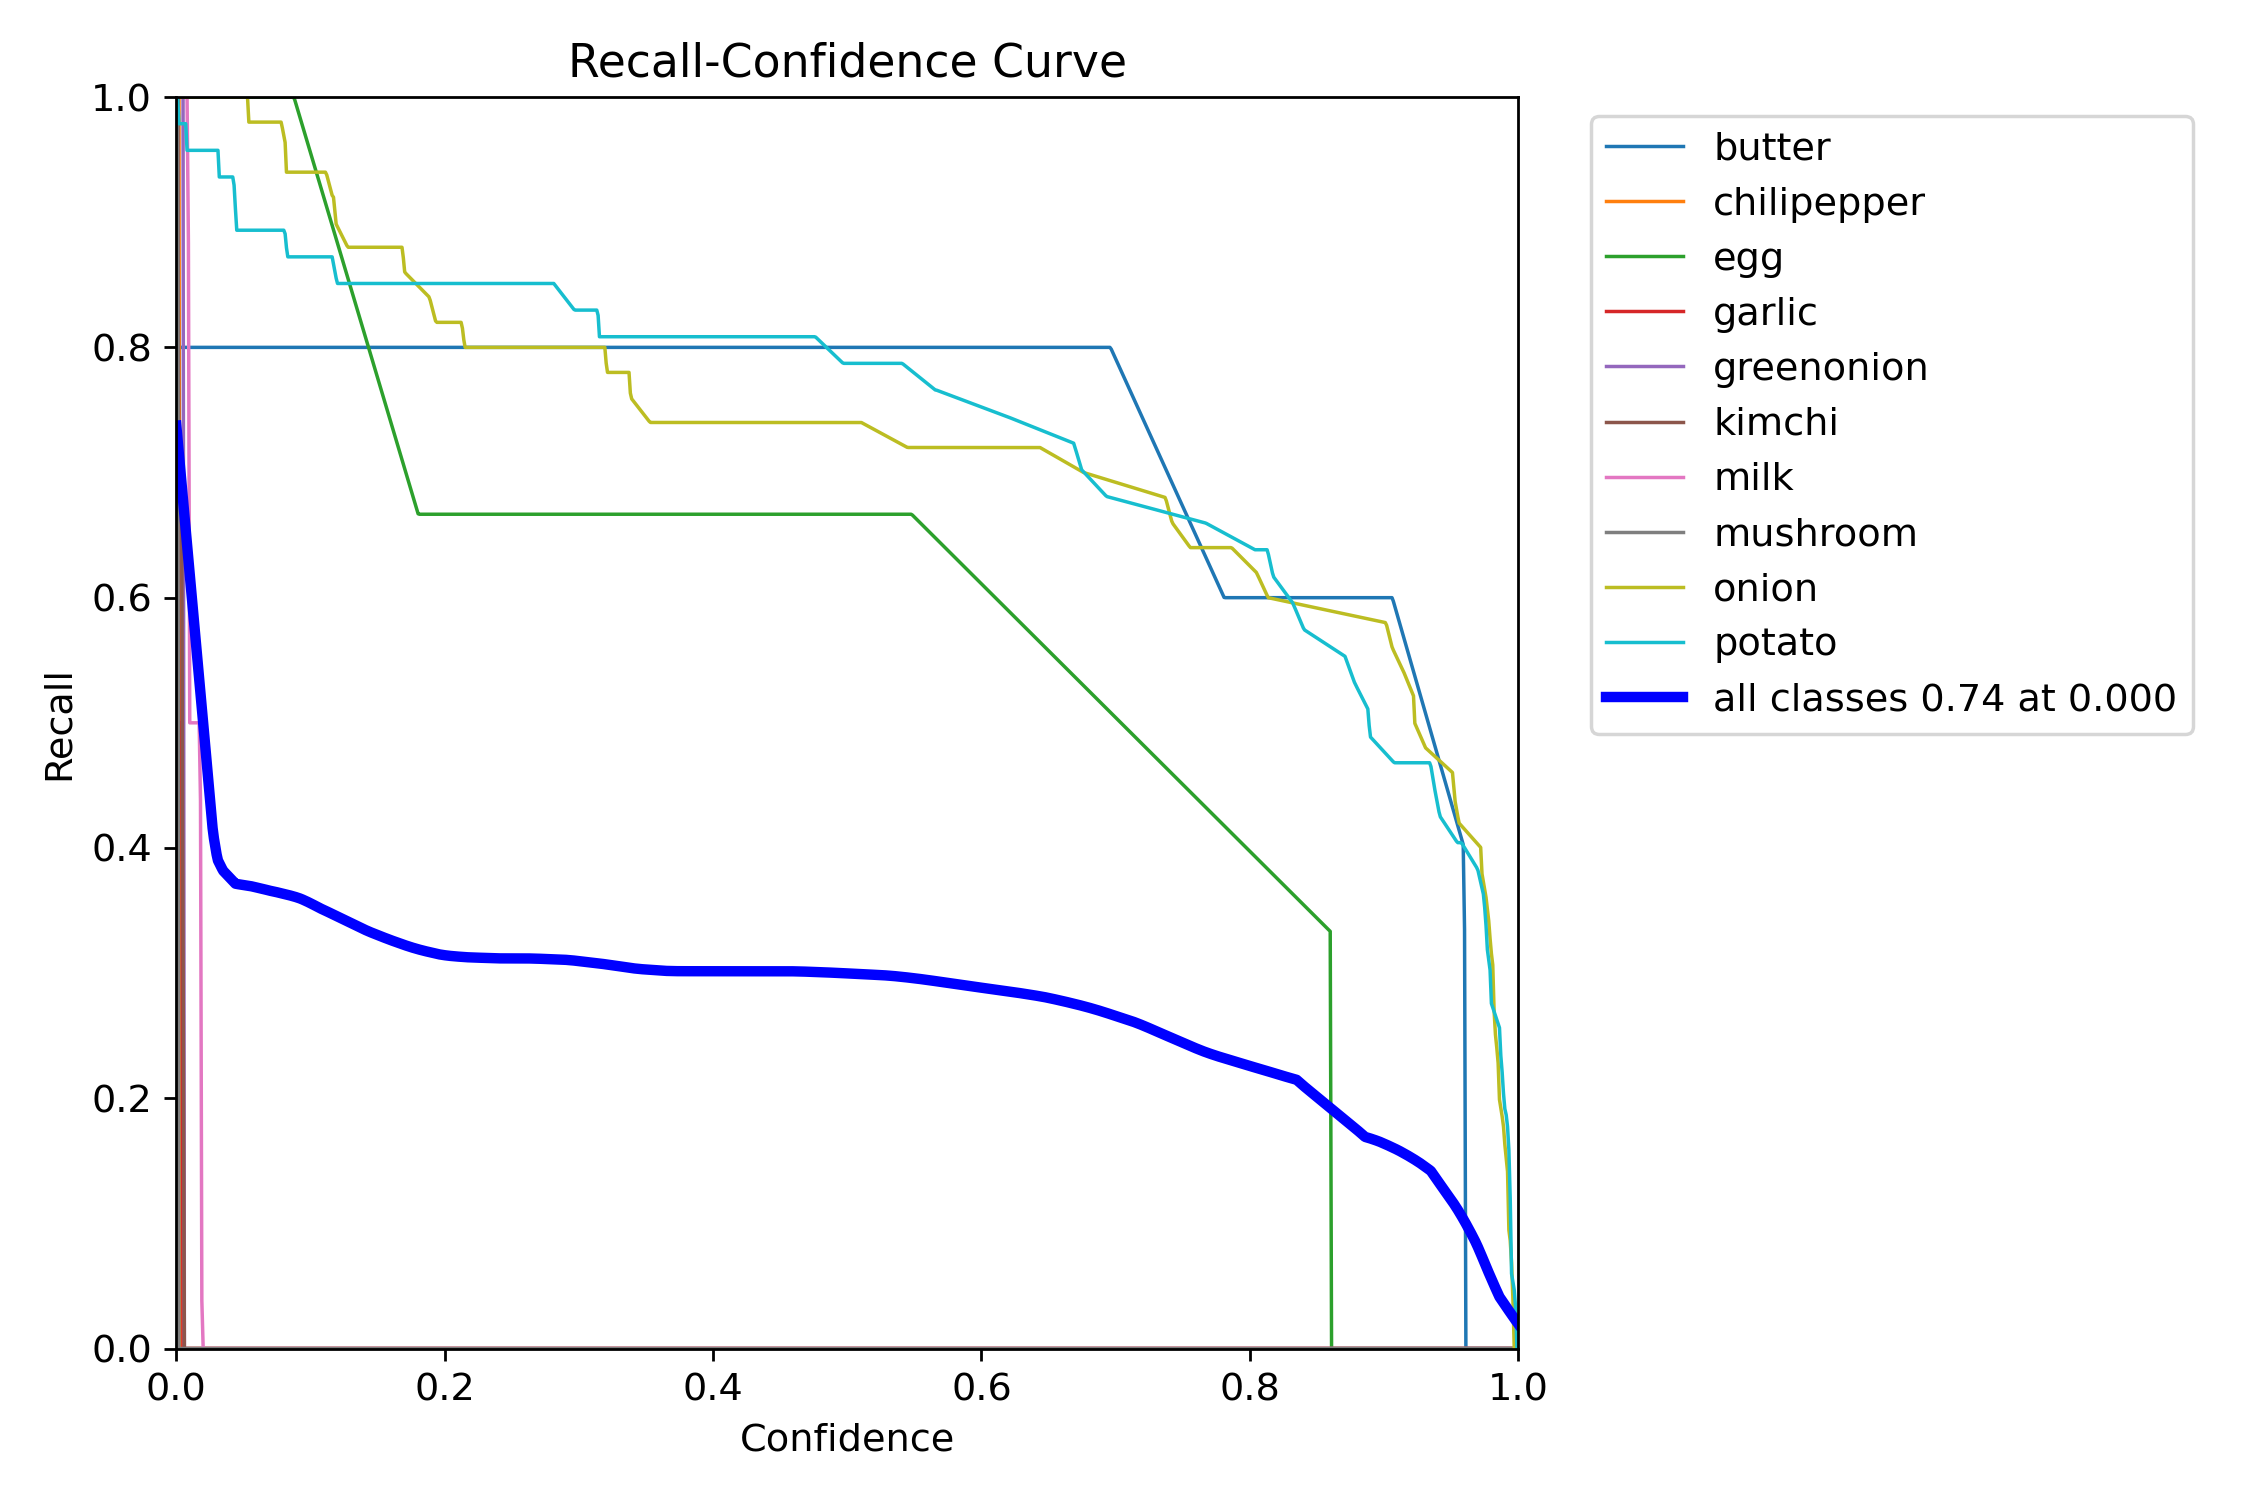 Recall-Confidence Curve
1.0
0.8
0.6
0.4
0.2
0.0
Recall
0.0 0.2 0.4 0.6 0.8 1.0
Confidence
butter
chilipepper
egg
garlic
greenonion
kimchi
milk
mushroom
onion
potato
all classes 0.74 at 0.000